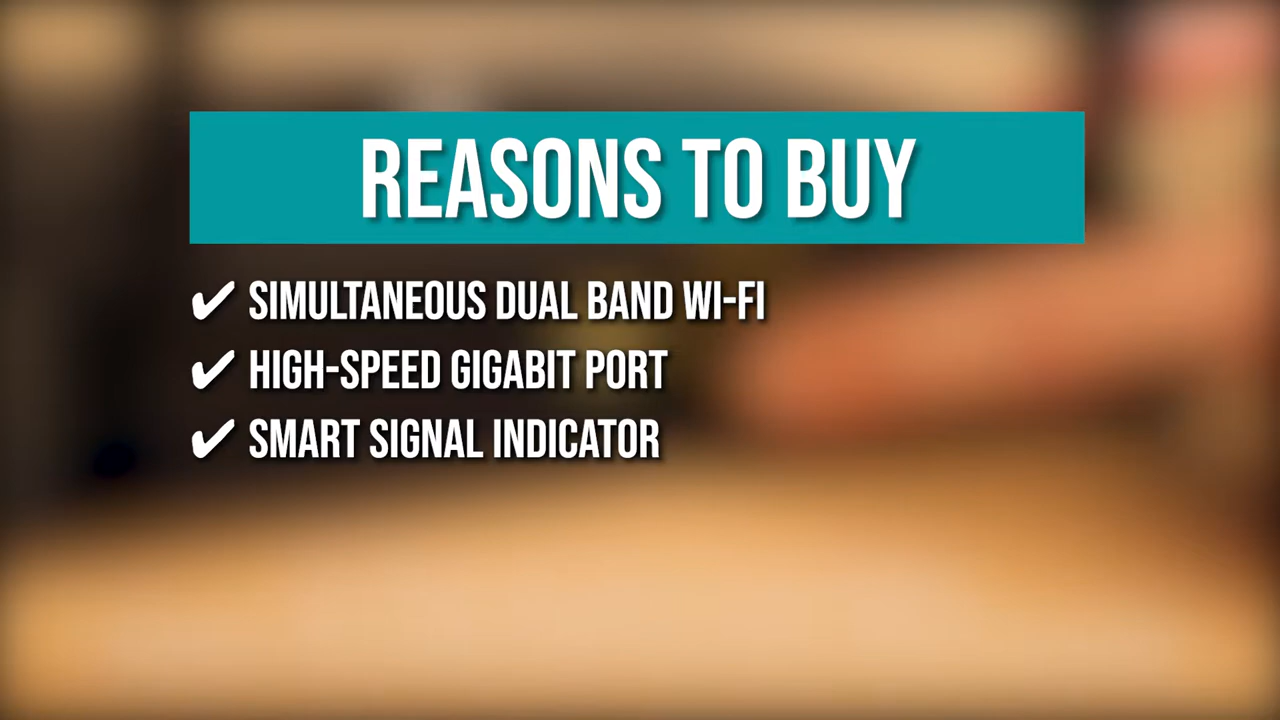 REASONS TO BUY
✔ SIMULTANEOUS DUAL BAND WI-FI
✔ HIGH-SPEED GIGABIT PORT
✔ SMART SIGNAL INDICATOR